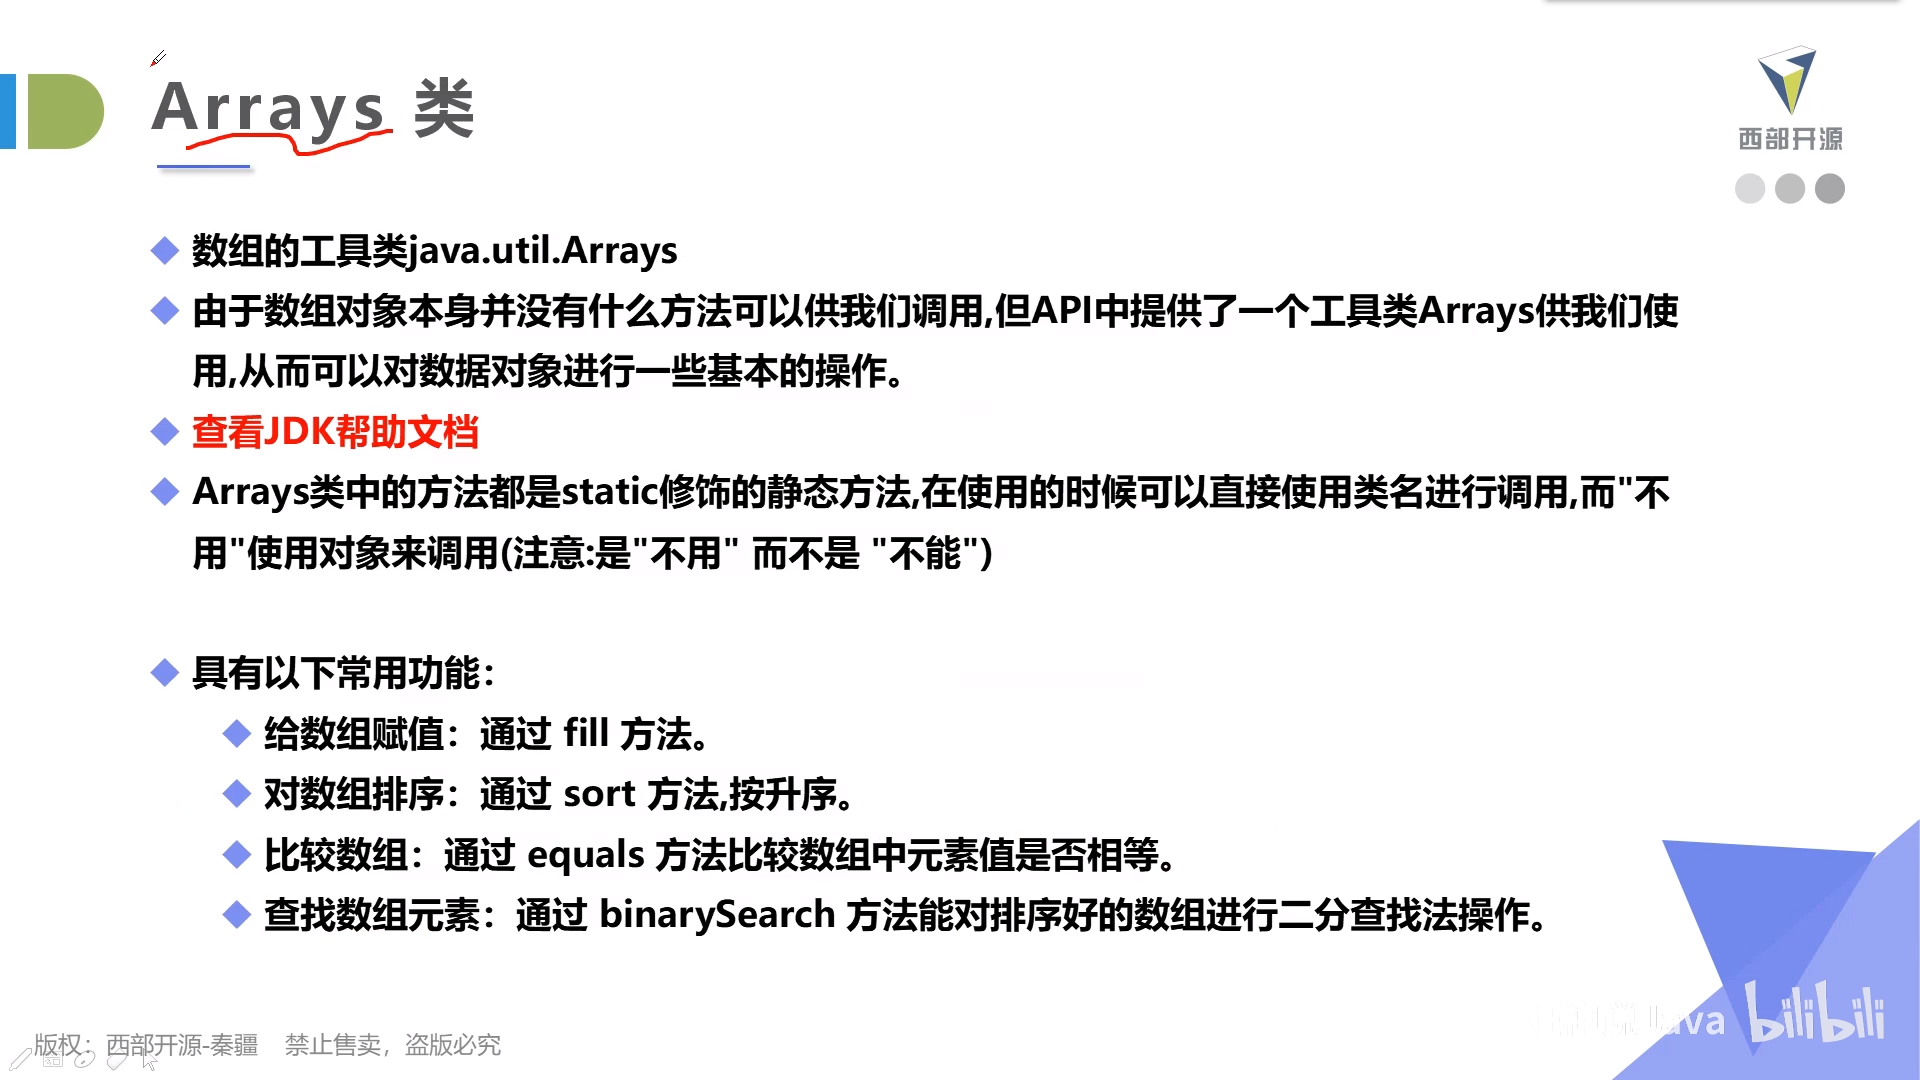 Arrays 类
西部开源
数组的工具类java.util.Arrays
由于数组对象本身并没有什么方法可以供我们调用,但API中提供了一个工具类Arrays供我们使
用,从而可以对数据对象进行一些基本的操作。
查看JDK帮助文档
Arrays类中的方法都是static修饰的静态方法,在使用的时候可以直接使用类名进行调用,而"不
用"使用对象来调用(注意:是"不用" 而不是 "不能")
具有以下常用功能：
给数组赋值：通过 fill 方法。
对数组排序：通过 sort 方法,按升序。
比较数组：通过 equals 方法比较数组中元素值是否相等。
查找数组元素：通过 binarySearch 方法能对排序好的数组进行二分查找法操作。
bilibili
版权：西部开源-秦疆 禁止售卖，盗版必究